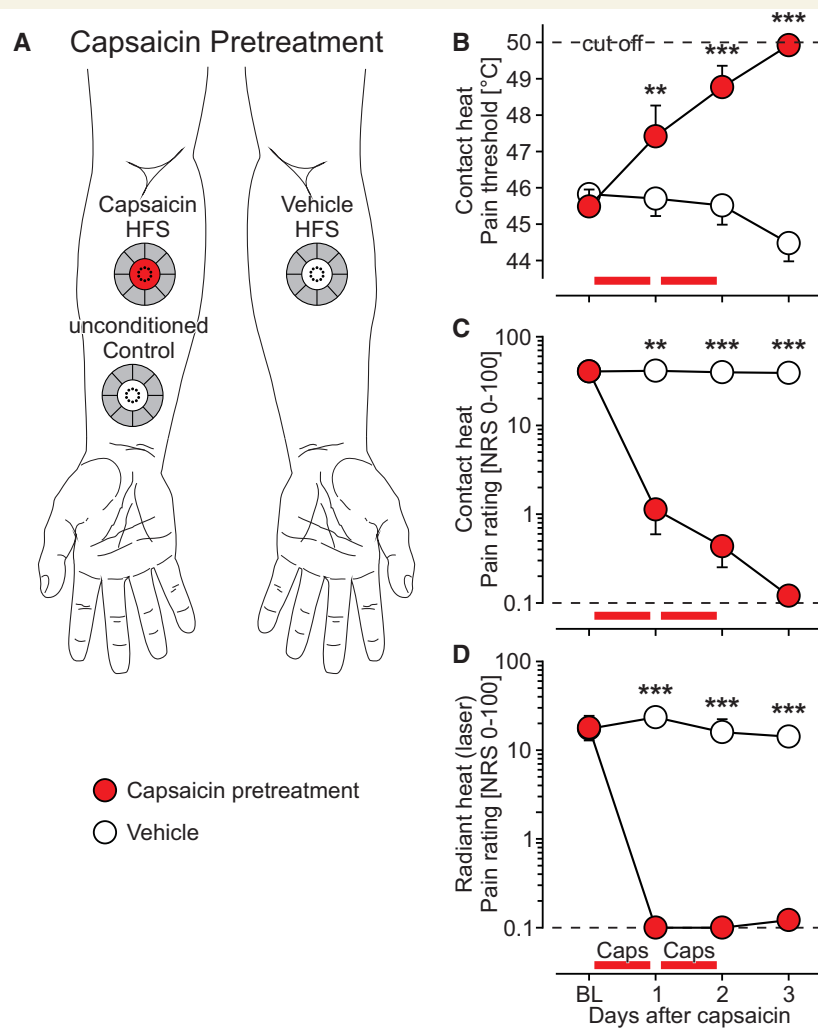 A Capsaicin Pretreatment
Capsaicin
HFS
Vehicle
HFS
unconditioned
Control
Capsaicin pretreatment
Vehicle
B
Contact heat
Pain threshold [°C]
50
49
48
47
46
45
44
cut off
**
***
***
C
Contact heat
Pain rating [NRS 0-100]
100
10
1
0.1
**
***
***
D
Radiant heat (laser)
Pain rating [NRS 0-100]
100
10
1
0.1
***
***
***
Caps Caps
BL 1 2 3
Days after capsaicin